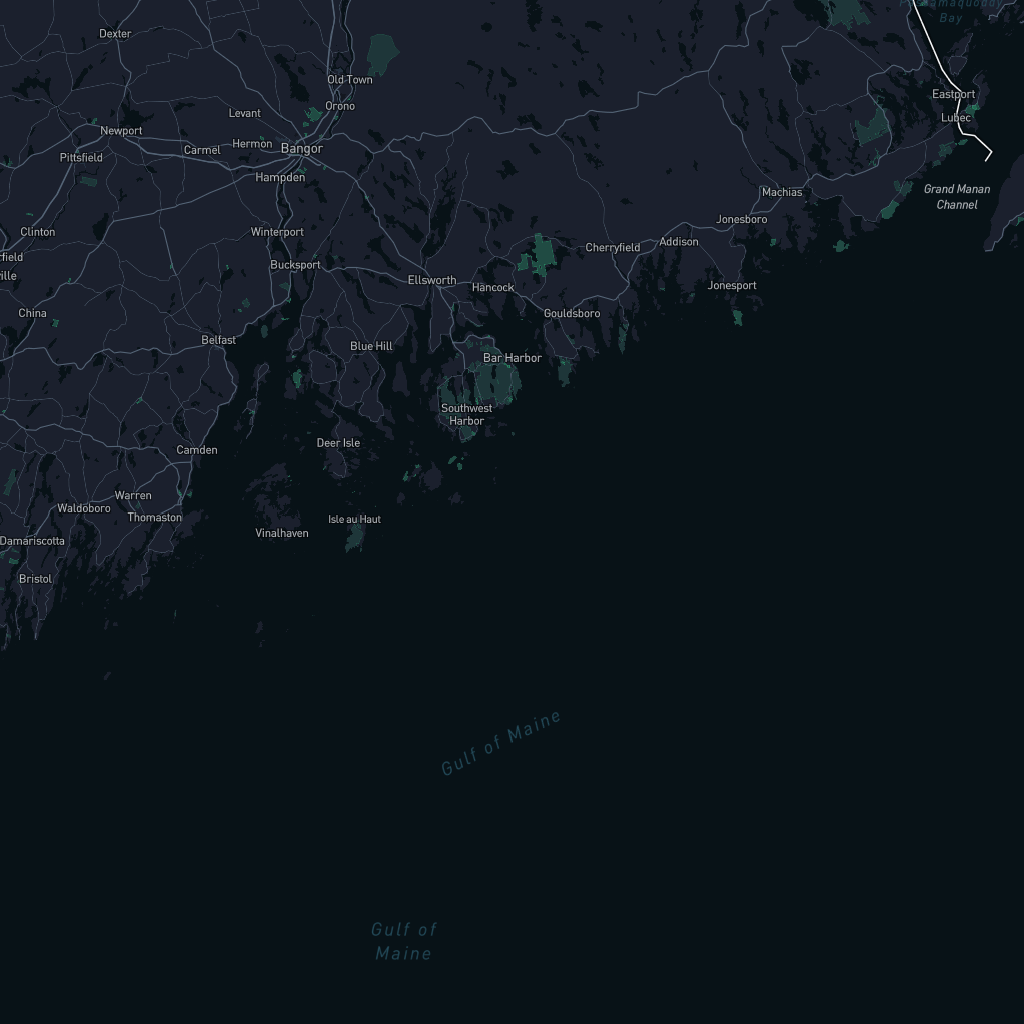 Passamaquoddy
Bay
Dexter
Old Town
Eastport
Orono
Levant
Lubec
Newport
Hermon
Bangor
Carmel
Pittsfield
Hampden
Grand Manan
Channel
Machias
Jonesboro
Clinton
Winterport
Addison
Cherryfield
rfield
Bucksport
ville
Ellsworth
Hancock
Jonesport
China
Gouldsboro
Belfast
Blue Hill
Bar Harbor
Southwest
Harbor
Deer Isle
Camden
Warren
Waldoboro
Thomaston
Isle au Haut
Vinalhaven
Damariscotta
Bristol
Gulf of Maine
Gulf of
Maine